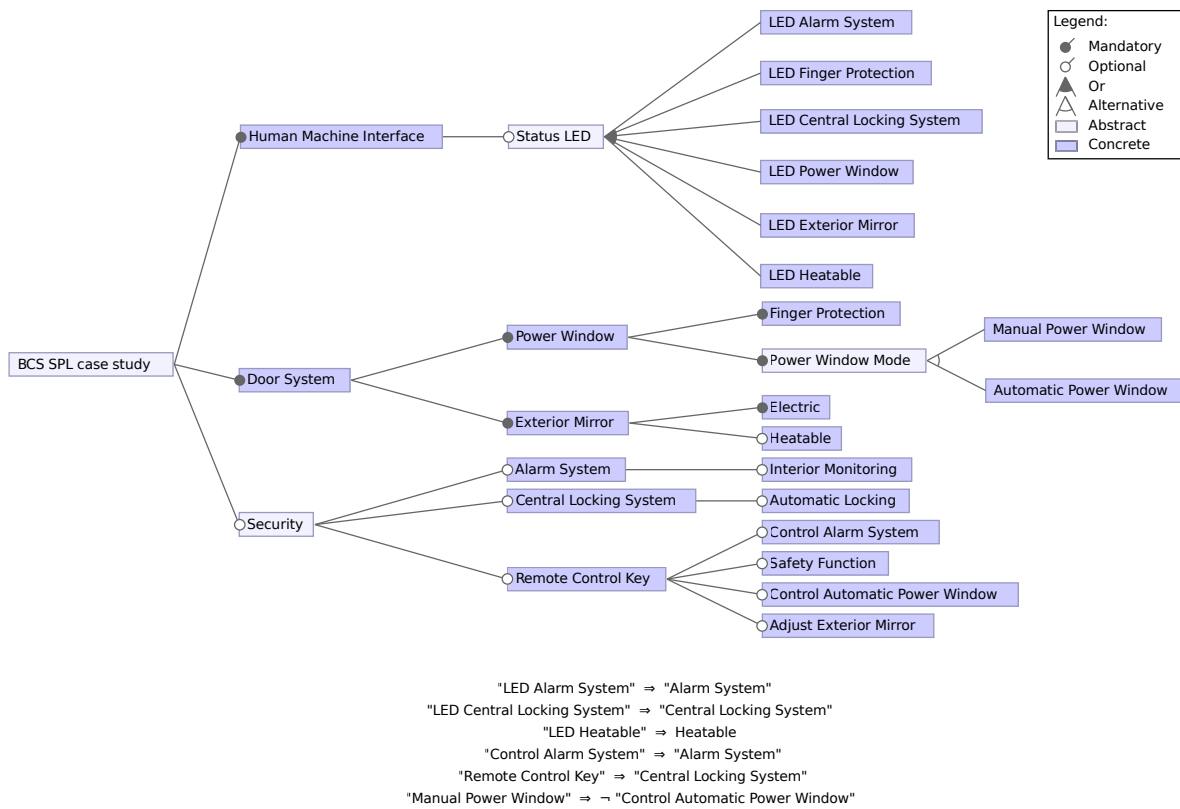 Legend:
Mandatory
Optional
Or
Alternative
Abstract
Concrete
LED Alarm System
LED Finger Protection
LED Central Locking System
LED Power Window
LED Exterior Mirror
LED Heatable
Human Machine Interface
Status LED
BCS SPL case study
Door System
Security
Power Window
Exterior Mirror
Finger Protection
Power Window Mode
Manual Power Window
Automatic Power Window
Electric
Heatable
Alarm System
Central Locking System
Remote Control Key
Interior Monitoring
Automatic Locking
Control Alarm System
Safety Function
Control Automatic Power Window
Adjust Exterior Mirror
"LED Alarm System" ⇒ "Alarm System"
"LED Central Locking System" ⇒ "Central Locking System"
"LED Heatable" ⇒ Heatable
"Control Alarm System" ⇒ "Alarm System"
"Remote Control Key" ⇒ "Central Locking System"
"Manual Power Window" ⇒ ¬ "Control Automatic Power Window"